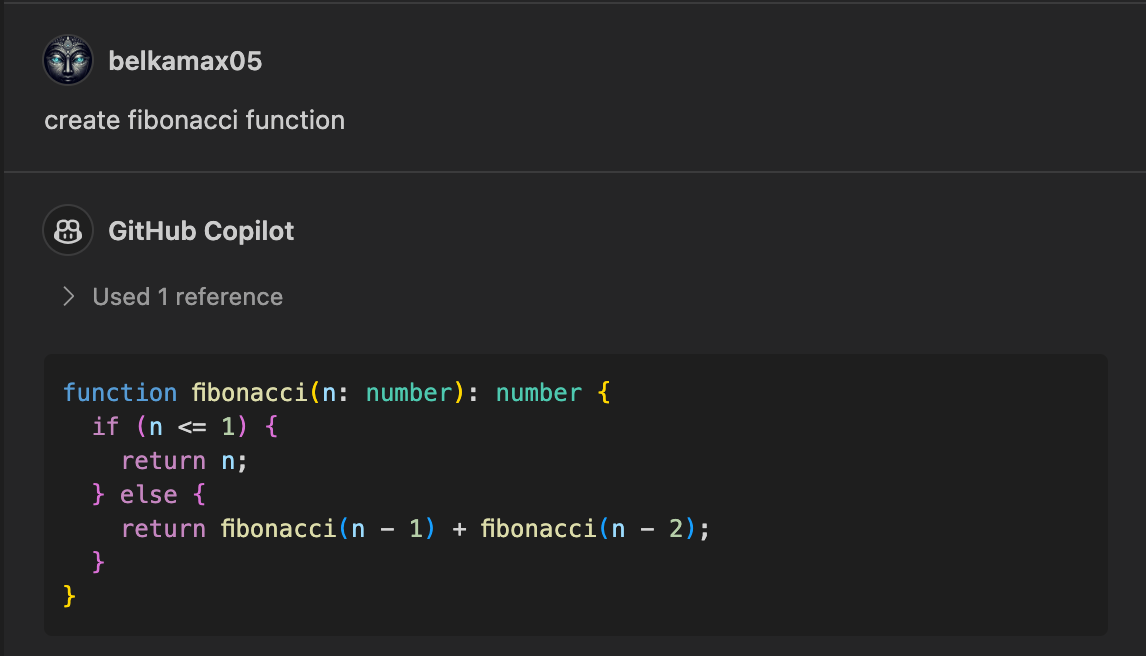 belkamax05
create fibonacci function
GitHub Copilot
Used 1 reference
function fibonacci(n: number): number {
  if (n <= 1) {
    return n;
  } else {
    return fibonacci(n - 1) + fibonacci(n - 2);
  }
}